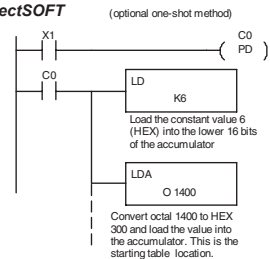 ectSOFT
(optional one-shot method)
X1
C0
PD
C0
LD
K6
Load the constant value 6
(HEX) into the lower 16 bits
of the accumulator
LDA
O 1400
Convert octal 1400 to HEX
300 and load the value into
the accumulator. This is the
starting table location.